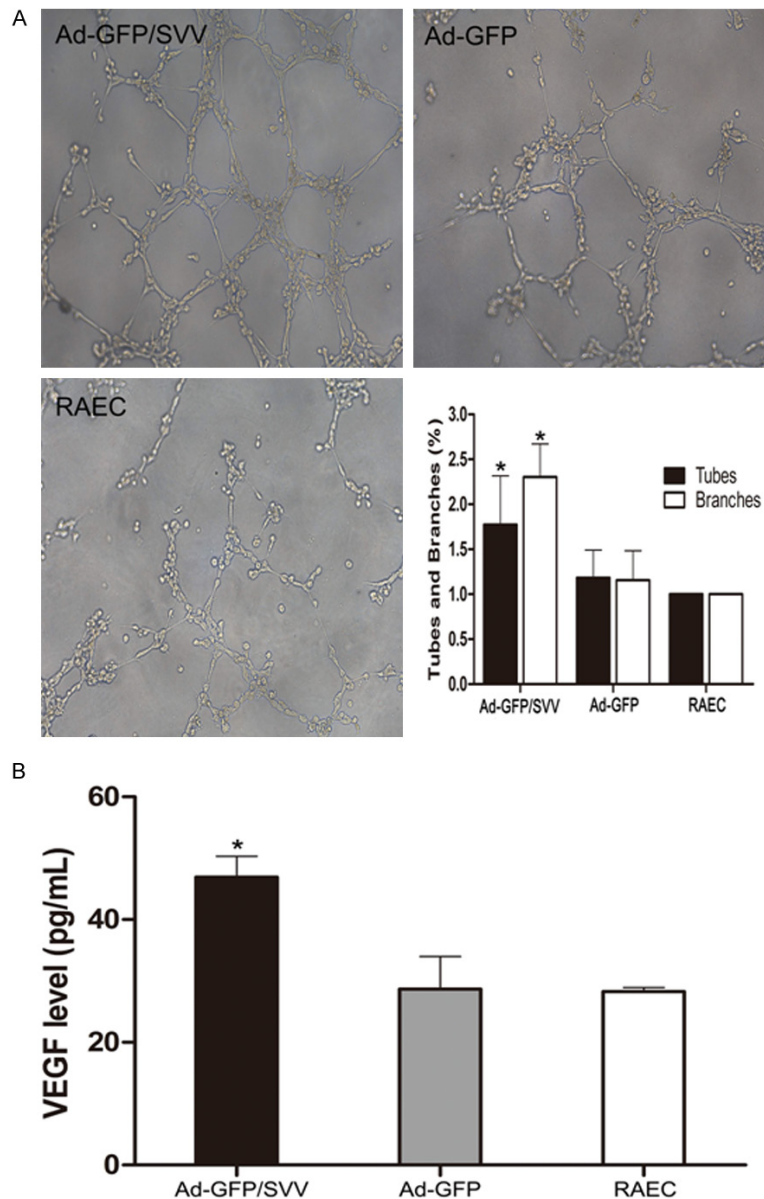 A
Ad-GFP/SVV
Ad-GFP
RAEC
Tubes and Branches (%)
3.0
2.5
2.0
1.5
1.0
0.5
0.0
*
*
Tubes
Branches
Ad-GFP/SVV
Ad-GFP
RAEC
B
VEGF level (pg/mL)
60
40
20
0
*
Ad-GFP/SVV
Ad-GFP
RAEC